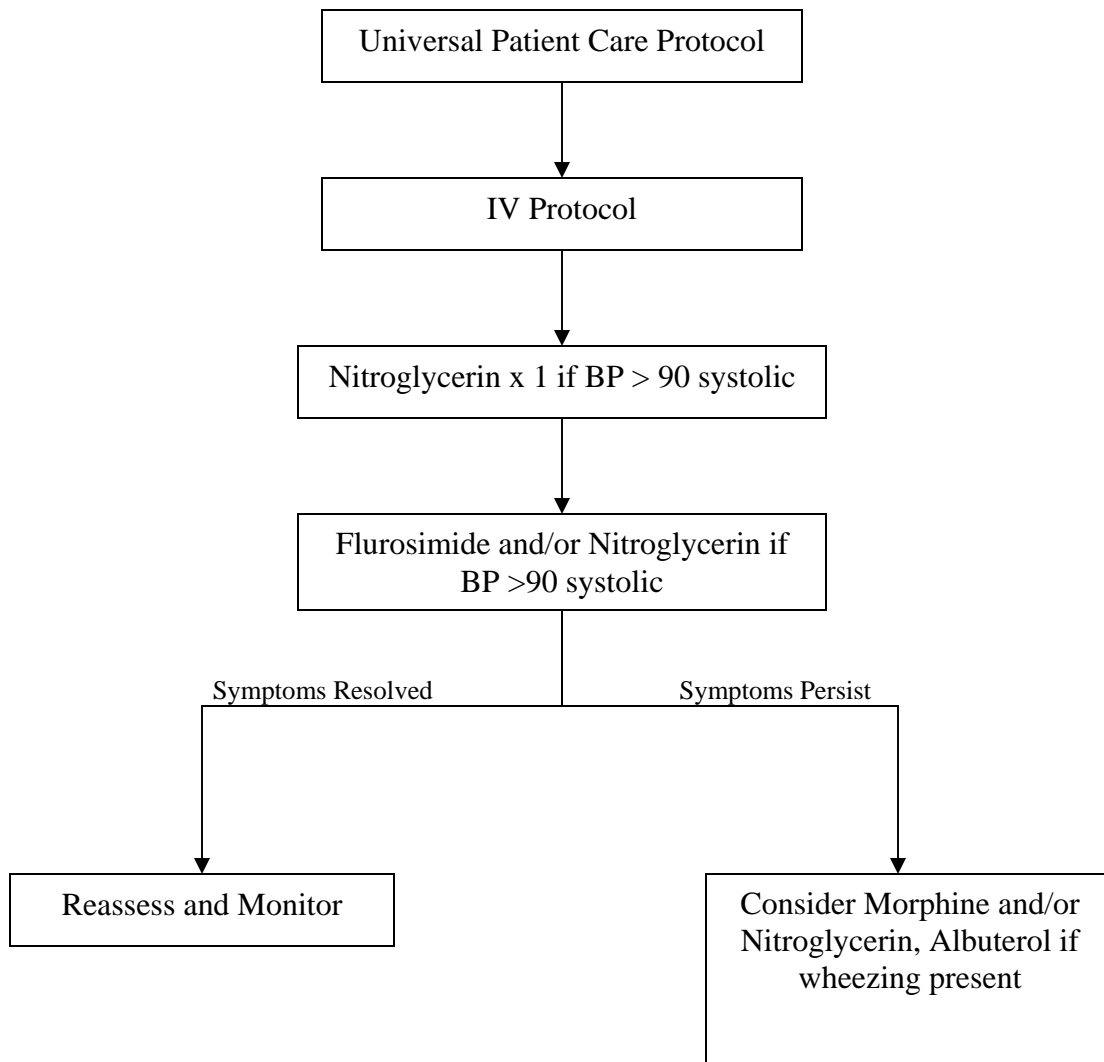 Universal Patient Care Protocol
IV Protocol
Nitroglycerin x 1 if BP > 90 systolic
Flurosimide and/or Nitroglycerin if
BP >90 systolic
Symptoms Resolved
Symptoms Persist
Reassess and Monitor
Consider Morphine and/or
Nitroglycerin, Albuterol if
wheezing present